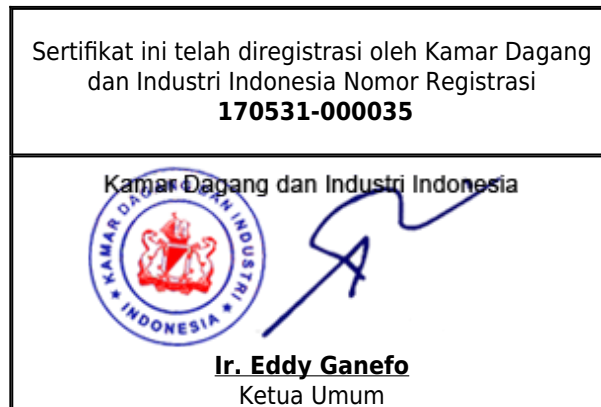 Sertifikat ini telah diregistrasi oleh Kamar Dagang
dan Industri Indonesia Nomor Registrasi
170531-000035
Kamar Dagang dan Industri Indonesia
KAMAR DAGANG DAN INDUSTRI
INDONESIA
Ir. Eddy Ganefo
Ketua Umum